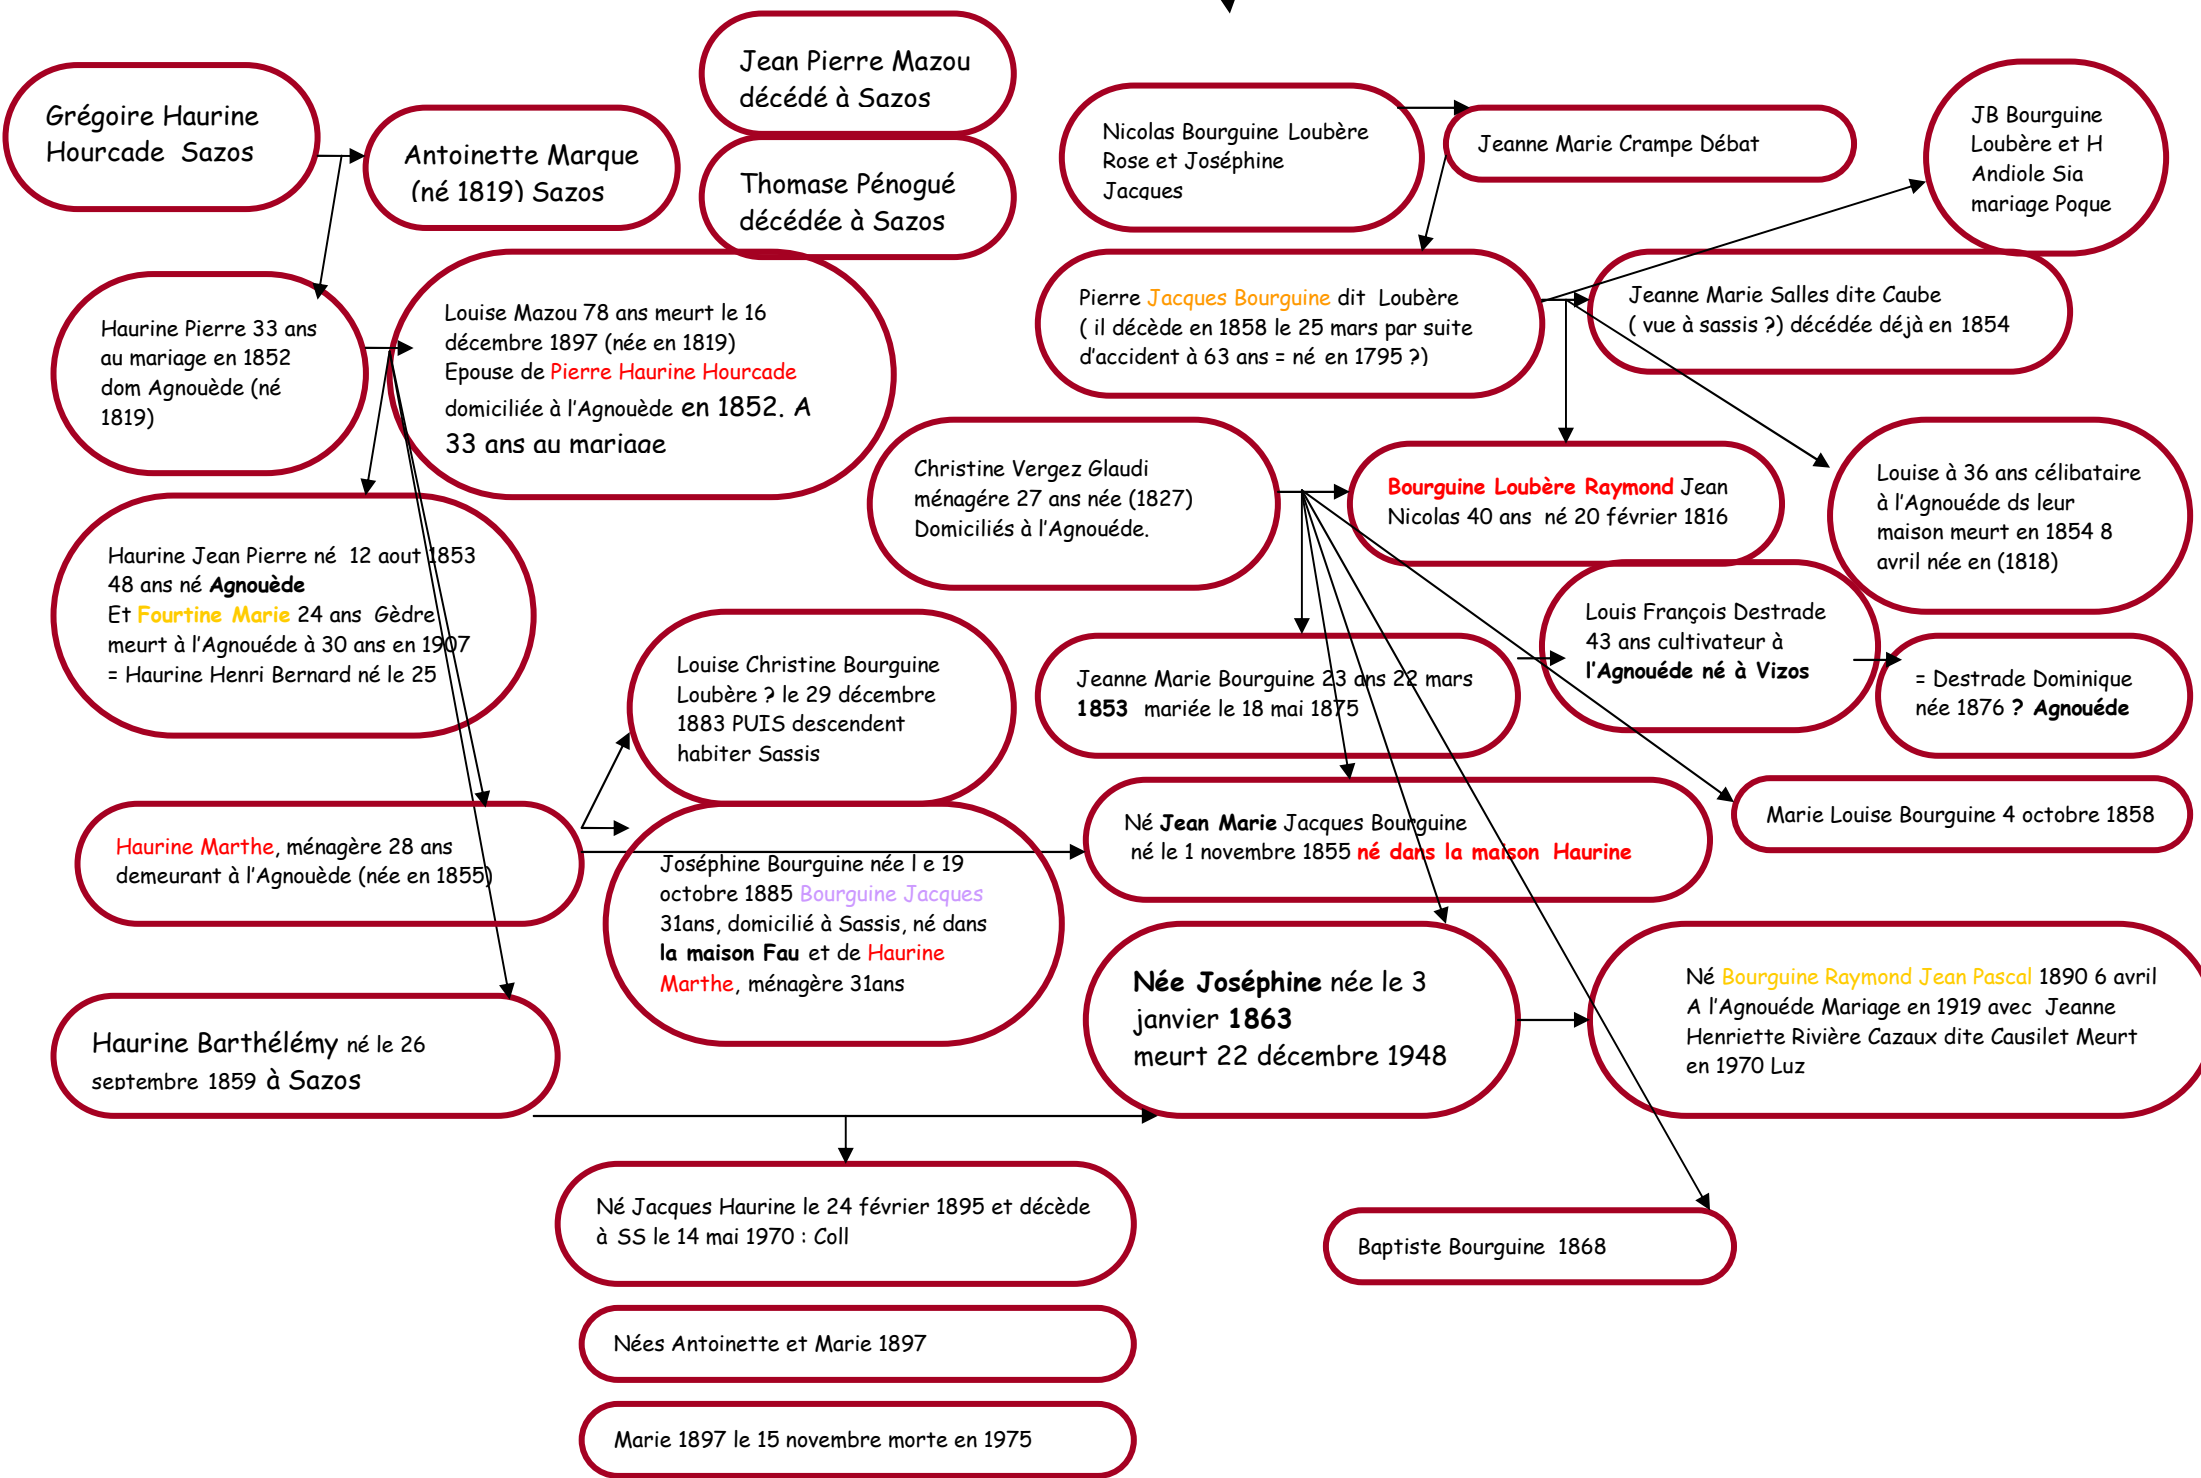 Grégoire Haurine
Hourcade Sazos
Antoinette Marque
(né 1819) Sazos
Jean Pierre Mazou
décédé à Sazos
Thomase Pénogué
décédée à Sazos
Nicolas Bourguine Loubère
Rose et Joséphine
Jacques
Jeanne Marie Crampe Débat
JB Bourguine
Loubère et H
Andiole Sia
mariage Poque
Haurine Pierre 33 ans
au mariage en 1852
dom Agnouède (né
1819)
Louise Mazou 78 ans meurt le 16
décembre 1897 (née en 1819)
Epouse de Pierre Haurine Hourcade
domiciliée à l'Agnouède en 1852. A
33 ans au mariage
Pierre Jacques Bourguine dit Loubère
( il décède en 1858 le 25 mars par suite
d'accident à 63 ans = né en 1795 ?)
Jeanne Marie Salles dite Caube
( vue à sassis ?) décédée déjà en 1854
Christine Vergez Glaudi
ménagére 27 ans née (1827)
Domiciliés à l'Agnouéde.
Bourguine Loubère Raymond Jean
Nicolas 40 ans né 20 février 1816
Louise à 36 ans célibataire
à l'Agnouéde ds leur
maison meurt en 1854 8
avril née en (1818)
Haurine Jean Pierre né 12 aout 1853
48 ans né Agnouède
Et Fourtine Marie 24 ans Gèdre
meurt à l'Agnouéde à 30 ans en 1907
= Haurine Henri Bernard né le 25
Louise Christine Bourguine
Loubère ? le 29 décembre
1883 PUIS descendent
habiter Sassis
Jeanne Marie Bourguine 23 ans 22 mars
1853 mariée le 18 mai 1875
Louis François Destrade
43 ans cultivateur à
l'Agnouéde né à Vizos
= Destrade Dominique
née 1876 ? Agnouéde
Haurine Marthe, ménagère 28 ans
demeurant à l'Agnouède (née en 1855)
Joséphine Bourguine née l e 19
octobre 1885 Bourguine Jacques
31ans, domicilié à Sassis, né dans
la maison Fau et de Haurine
Marthe, ménagère 31ans
Né Jean Marie Jacques Bourguine
né le 1 novembre 1855 né dans la maison Haurine
Marie Louise Bourguine 4 octobre 1858
Haurine Barthélémy né le 26
septembre 1859 à Sazos
Née Joséphine née le 3
janvier 1863
meurt 22 décembre 1948
Né Bourguine Raymond Jean Pascal 1890 6 avril
A l'Agnouéde Mariage en 1919 avec Jeanne
Henriette Rivière Cazaux dite Causilet Meurt
en 1970 Luz
Né Jacques Haurine le 24 février 1895 et décède
à SS le 14 mai 1970 : Coll
Baptiste Bourguine 1868
Nées Antoinette et Marie 1897
Marie 1897 le 15 novembre morte en 1975